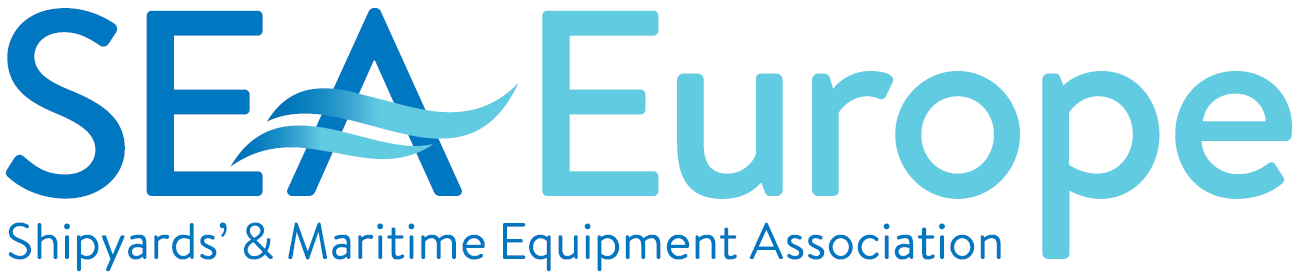 SEA Europe
Shipyards’ & Maritime Equipment Association